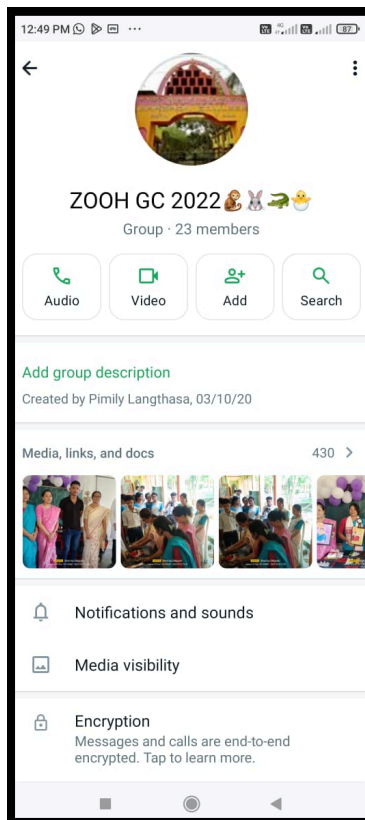 12:49 PM
87
ZOOH GC 2022🐒🐰🐊🐣
Group · 23 members
Audio Video Add Search
Add group description
Created by Pimily Langthasa, 03/10/20
Media, links, and docs 430
Notifications and sounds
Media visibility
Encryption
Messages and calls are end-to-end
encrypted. Tap to learn more.